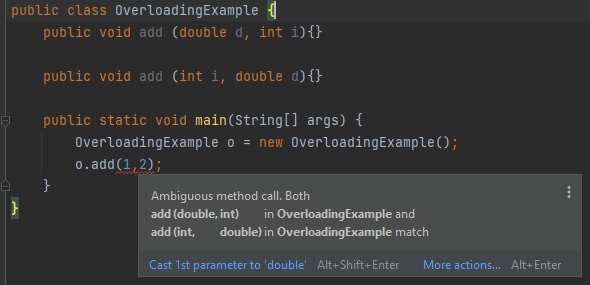 public class OverloadingExample {
public void add (double d, int i){}
public void add (int i, double d){}
public static void main(String[] args) {
OverloadingExample o = new OverloadingExample();
o.add(1,2);
}
}
Ambiguous method call. Both
add (double, int) in OverloadingExample and
add (int, double) in OverloadingExample match
Cast 1st parameter to 'double' Alt+Shift+Enter More actions... Alt+Enter